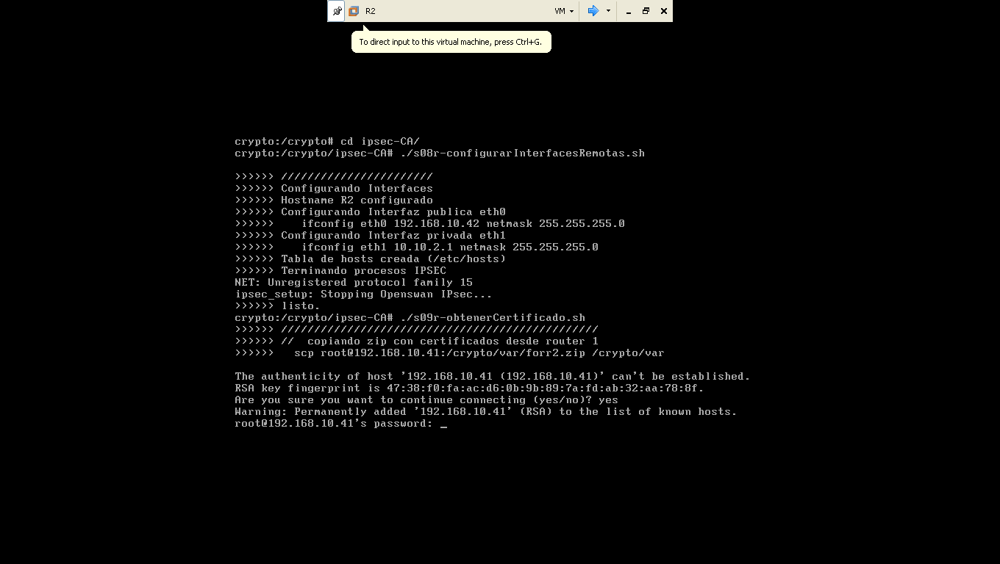 R2
VM
To direct input to this virtual machine, press Ctrl+G.
crypto:/crypto# cd ipsec-CA/
crypto:/crypto/ipsec-CA# ./s08r-configurarInterfacesRemotas.sh
>>>>>> ///////////////////////
>>>>>> Configurando Interfaces
>>>>>> Hostname R2 configurado
>>>>>> Configurando Interfaz publica eth0
>>>>>>    ifconfig eth0 192.168.10.42 netmask 255.255.255.0
>>>>>> Configurando Interfaz privada eth1
>>>>>>    ifconfig eth1 10.10.2.1 netmask 255.255.255.0
>>>>>> Tabla de hosts creada (/etc/hosts)
>>>>>> Terminando procesos IPSEC
NET: Unregistered protocol family 15
ipsec_setup: Stopping Openswan IPsec...
>>>>>> listo.
crypto:/crypto/ipsec-CA# ./s09r-obtenerCertificado.sh
>>>>>> ////////////////////////////////////////////////
>>>>>> //  copiando zip con certificados desde router 1
>>>>>>   scp root@192.168.10.41:/crypto/var/forr2.zip /crypto/var
The authenticity of host '192.168.10.41 (192.168.10.41)' can't be established.
RSA key fingerprint is 47:38:f0:fa:ac:d6:0b:9b:89:7a:fd:ab:32:aa:78:8f.
Are you sure you want to continue connecting (yes/no)? yes
Warning: Permanently added '192.168.10.41' (RSA) to the list of known hosts.
root@192.168.10.41's password: _